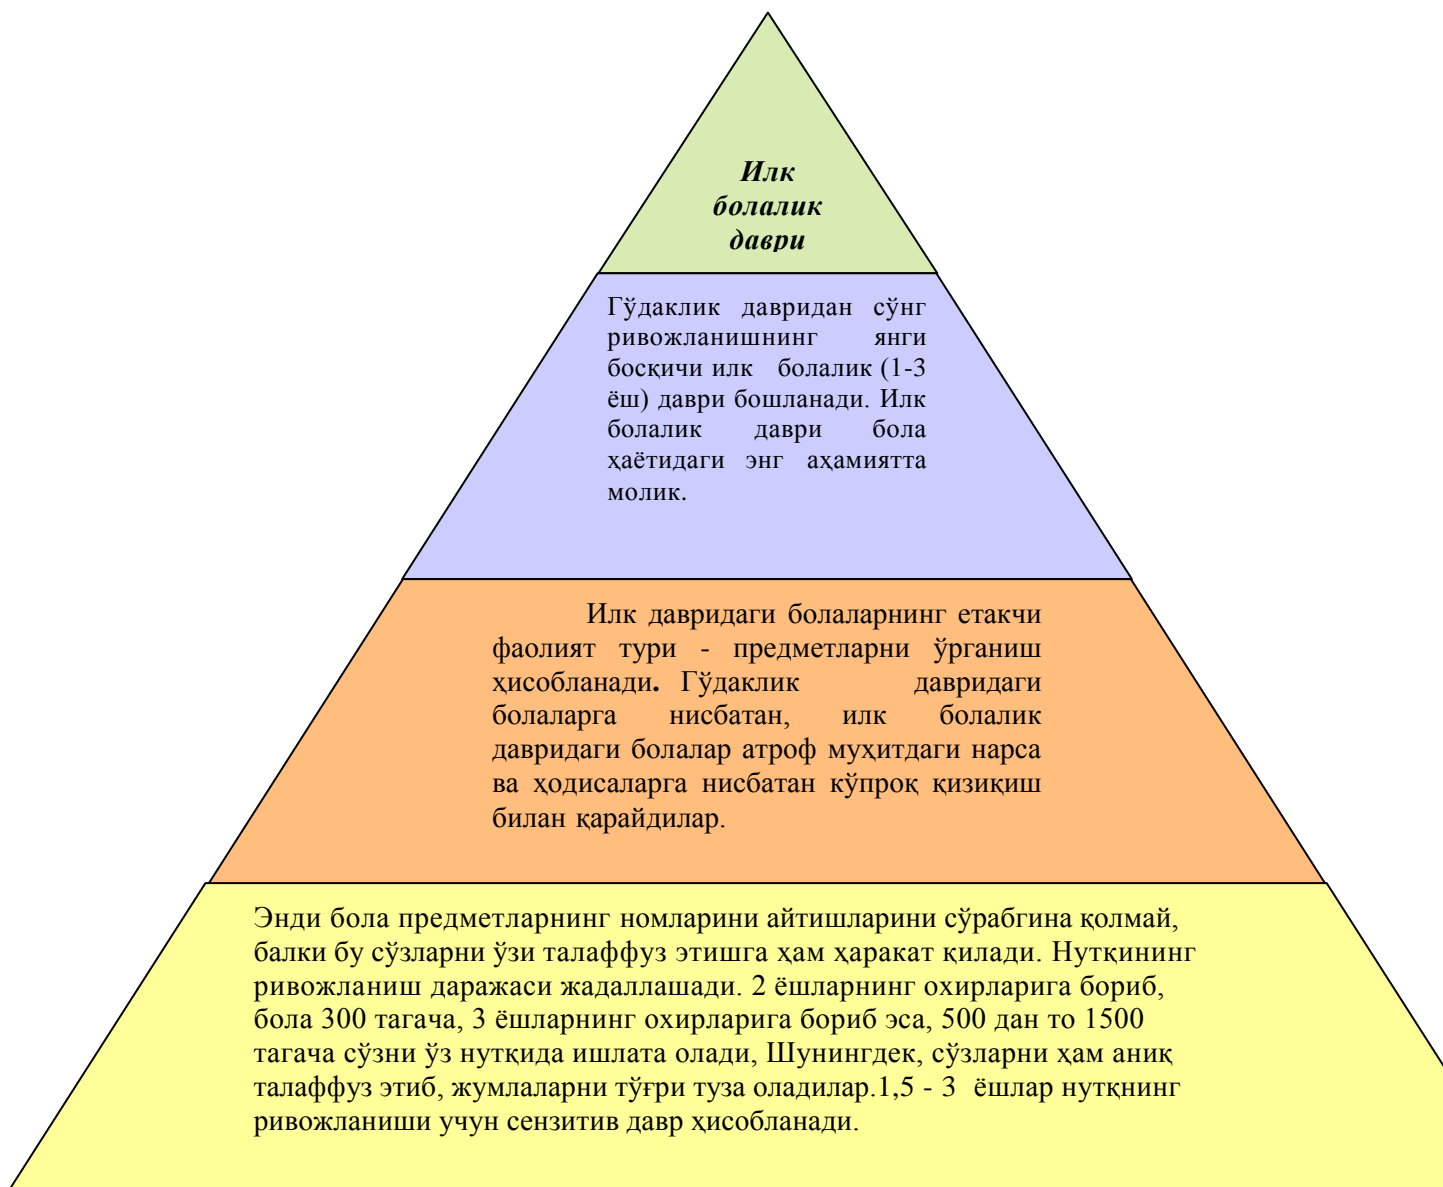 Илк
болалик
даври
Гўдаклик давридан сўнг
ривожланишнинг янги
босқичи илк болалик (1-3
ёш) даври бошланади. Илк
болалик даври бола
ҳаётидаги энг аҳамиятта
молик.
Илк давридаги болаларнинг етакчи
фаолият тури - предметларни ўрганиш
ҳисобланади. Гўдаклик давридаги
болаларга нисбатан, илк болалик
давридаги болалар атроф муҳитдаги нарса
ва ҳодисаларга нисбатан кўпроқ қизиқиш
билан қарайдилар.
Энди бола предметларнинг номларини айтишларини сўрабгина қолмай,
балки бу сўзларни ўзи талаффуз этишга ҳам ҳаракат қилади. Нутқининг
ривожланиш даражаси жадаллашади. 2 ёшларнинг охирларига бориб,
бола 300 тагача, 3 ёшларнинг охирларига бориб эса, 500 дан то 1500
тагача сўзни ўз нутқида ишлата олади, Шунингдек, сўзларни ҳам аниқ
талаффуз этиб, жумлаларни тўғри туза оладилар.1,5 - 3 ёшлар нутқнинг
ривожланиши учун сензитив давр ҳисобланади.